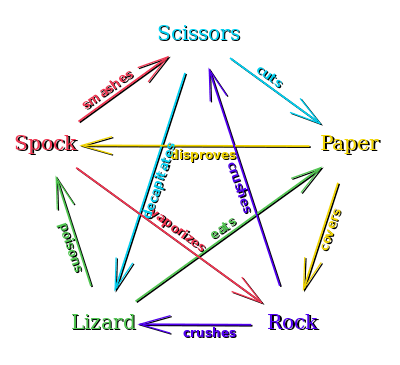 Scissors
smashes
cuts
Spock
disproves
Paper
decapitates
crushes
vaporizes
eats
covers
poisons
Lizard
crushes
Rock